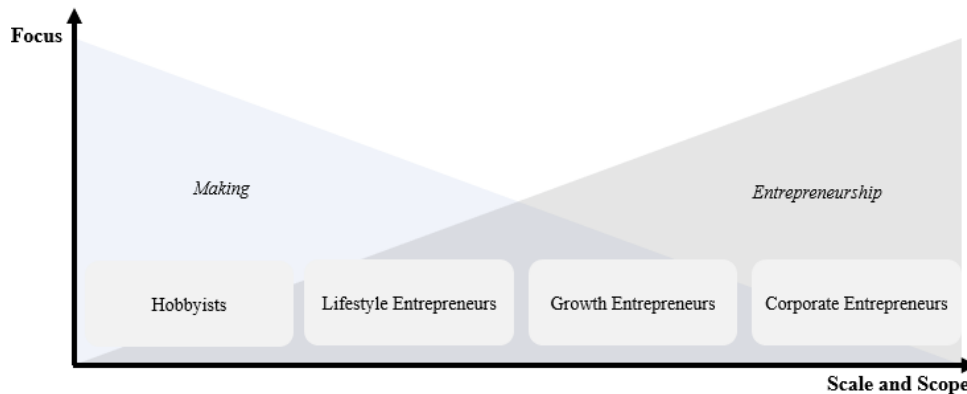 Focus
Making
Entrepreneurship
Hobbyists
Lifestyle Entrepreneurs
Growth Entrepreneurs
Corporate Entrepreneurs
Scale and Scope